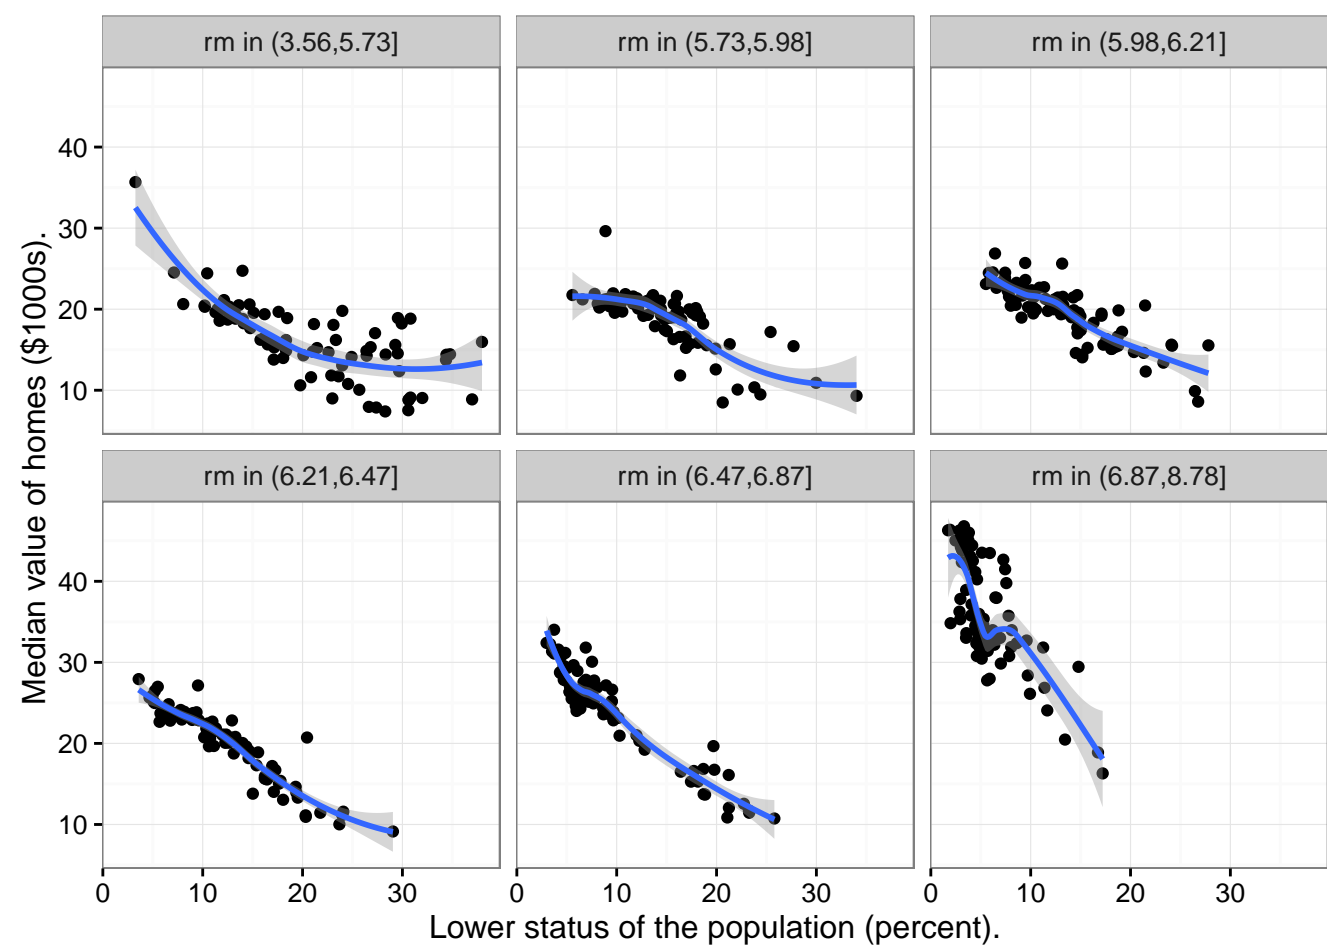 rm in (3.56,5.73]
rm in (5.73,5.98]
rm in (5.98,6.21]
40
30
20
10
rm in (6.21,6.47]
rm in (6.47,6.87]
rm in (6.87,8.78]
40
30
20
10
0 10 20 30
0 10 20 30
0 10 20 30
Lower status of the population (percent).
Median value of homes ($1000s).